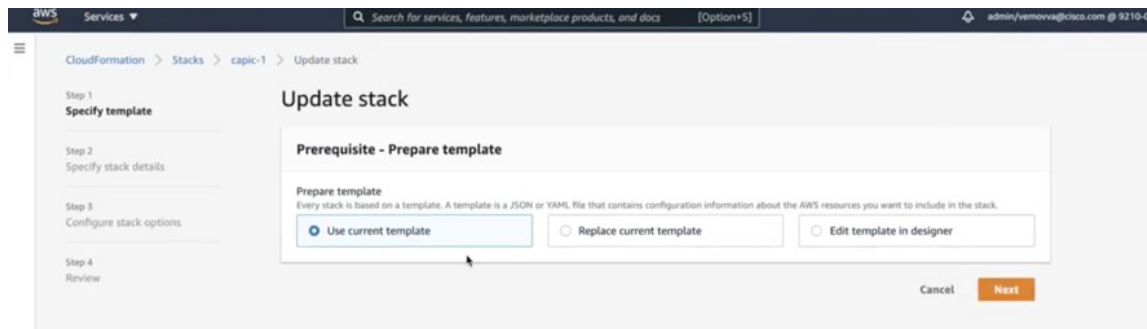 aws Services ▼ Search for services, features, marketplace products, and docs [Option+S] admin/vemovva@cisco.com @ 9210-
CloudFormation > Stacks > capic-1 > Update stack
Step 1
Specify template
Step 2
Specify stack details
Step 3
Configure stack options
Step 4
Review
Update stack
Prerequisite - Prepare template
Prepare template
Every stack is based on a template. A template is a JSON or YAML file that contains configuration information about the AWS resources you want to include in the stack.
Use current template Replace current template Edit template in designer
Cancel Next